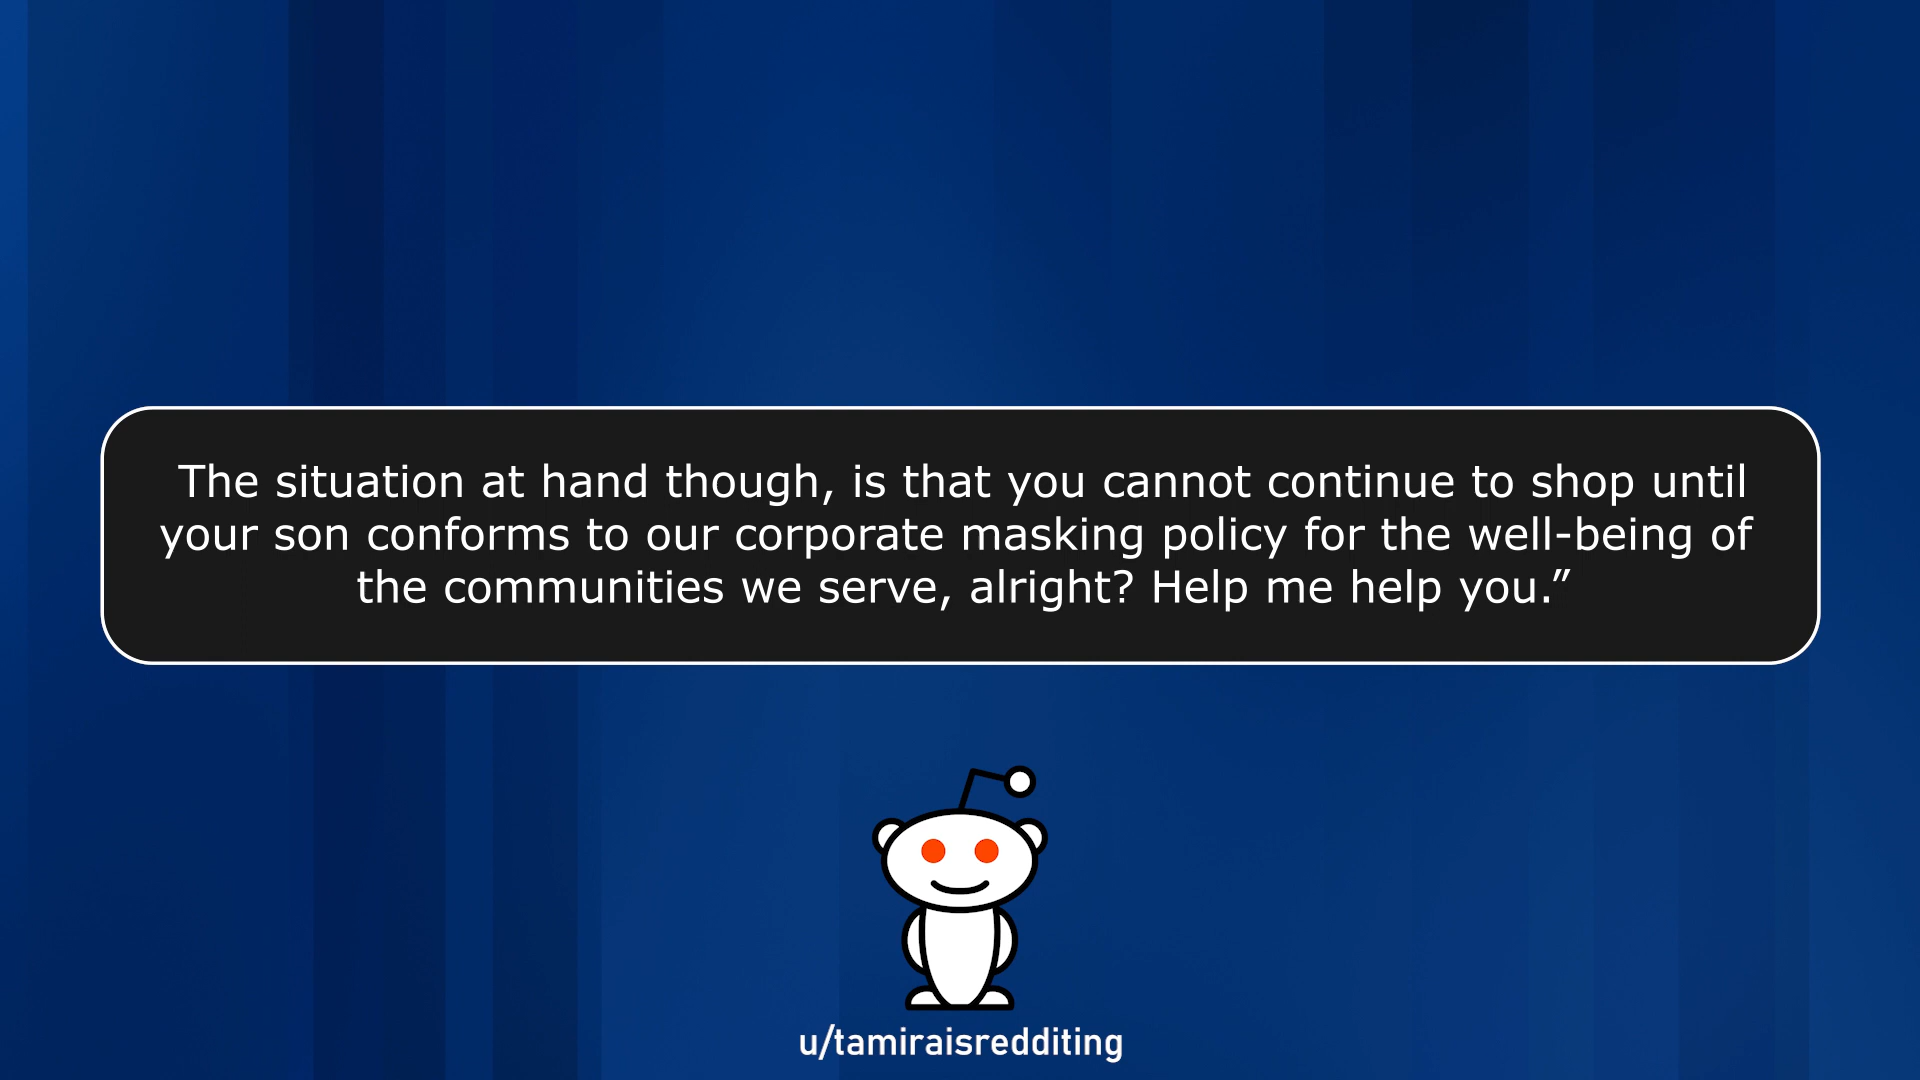 The situation at hand though, is that you cannot continue to shop until
your son conforms to our corporate masking policy for the well-being of
the communities we serve, alright? Help me help you.”
u/tamiraisredditing